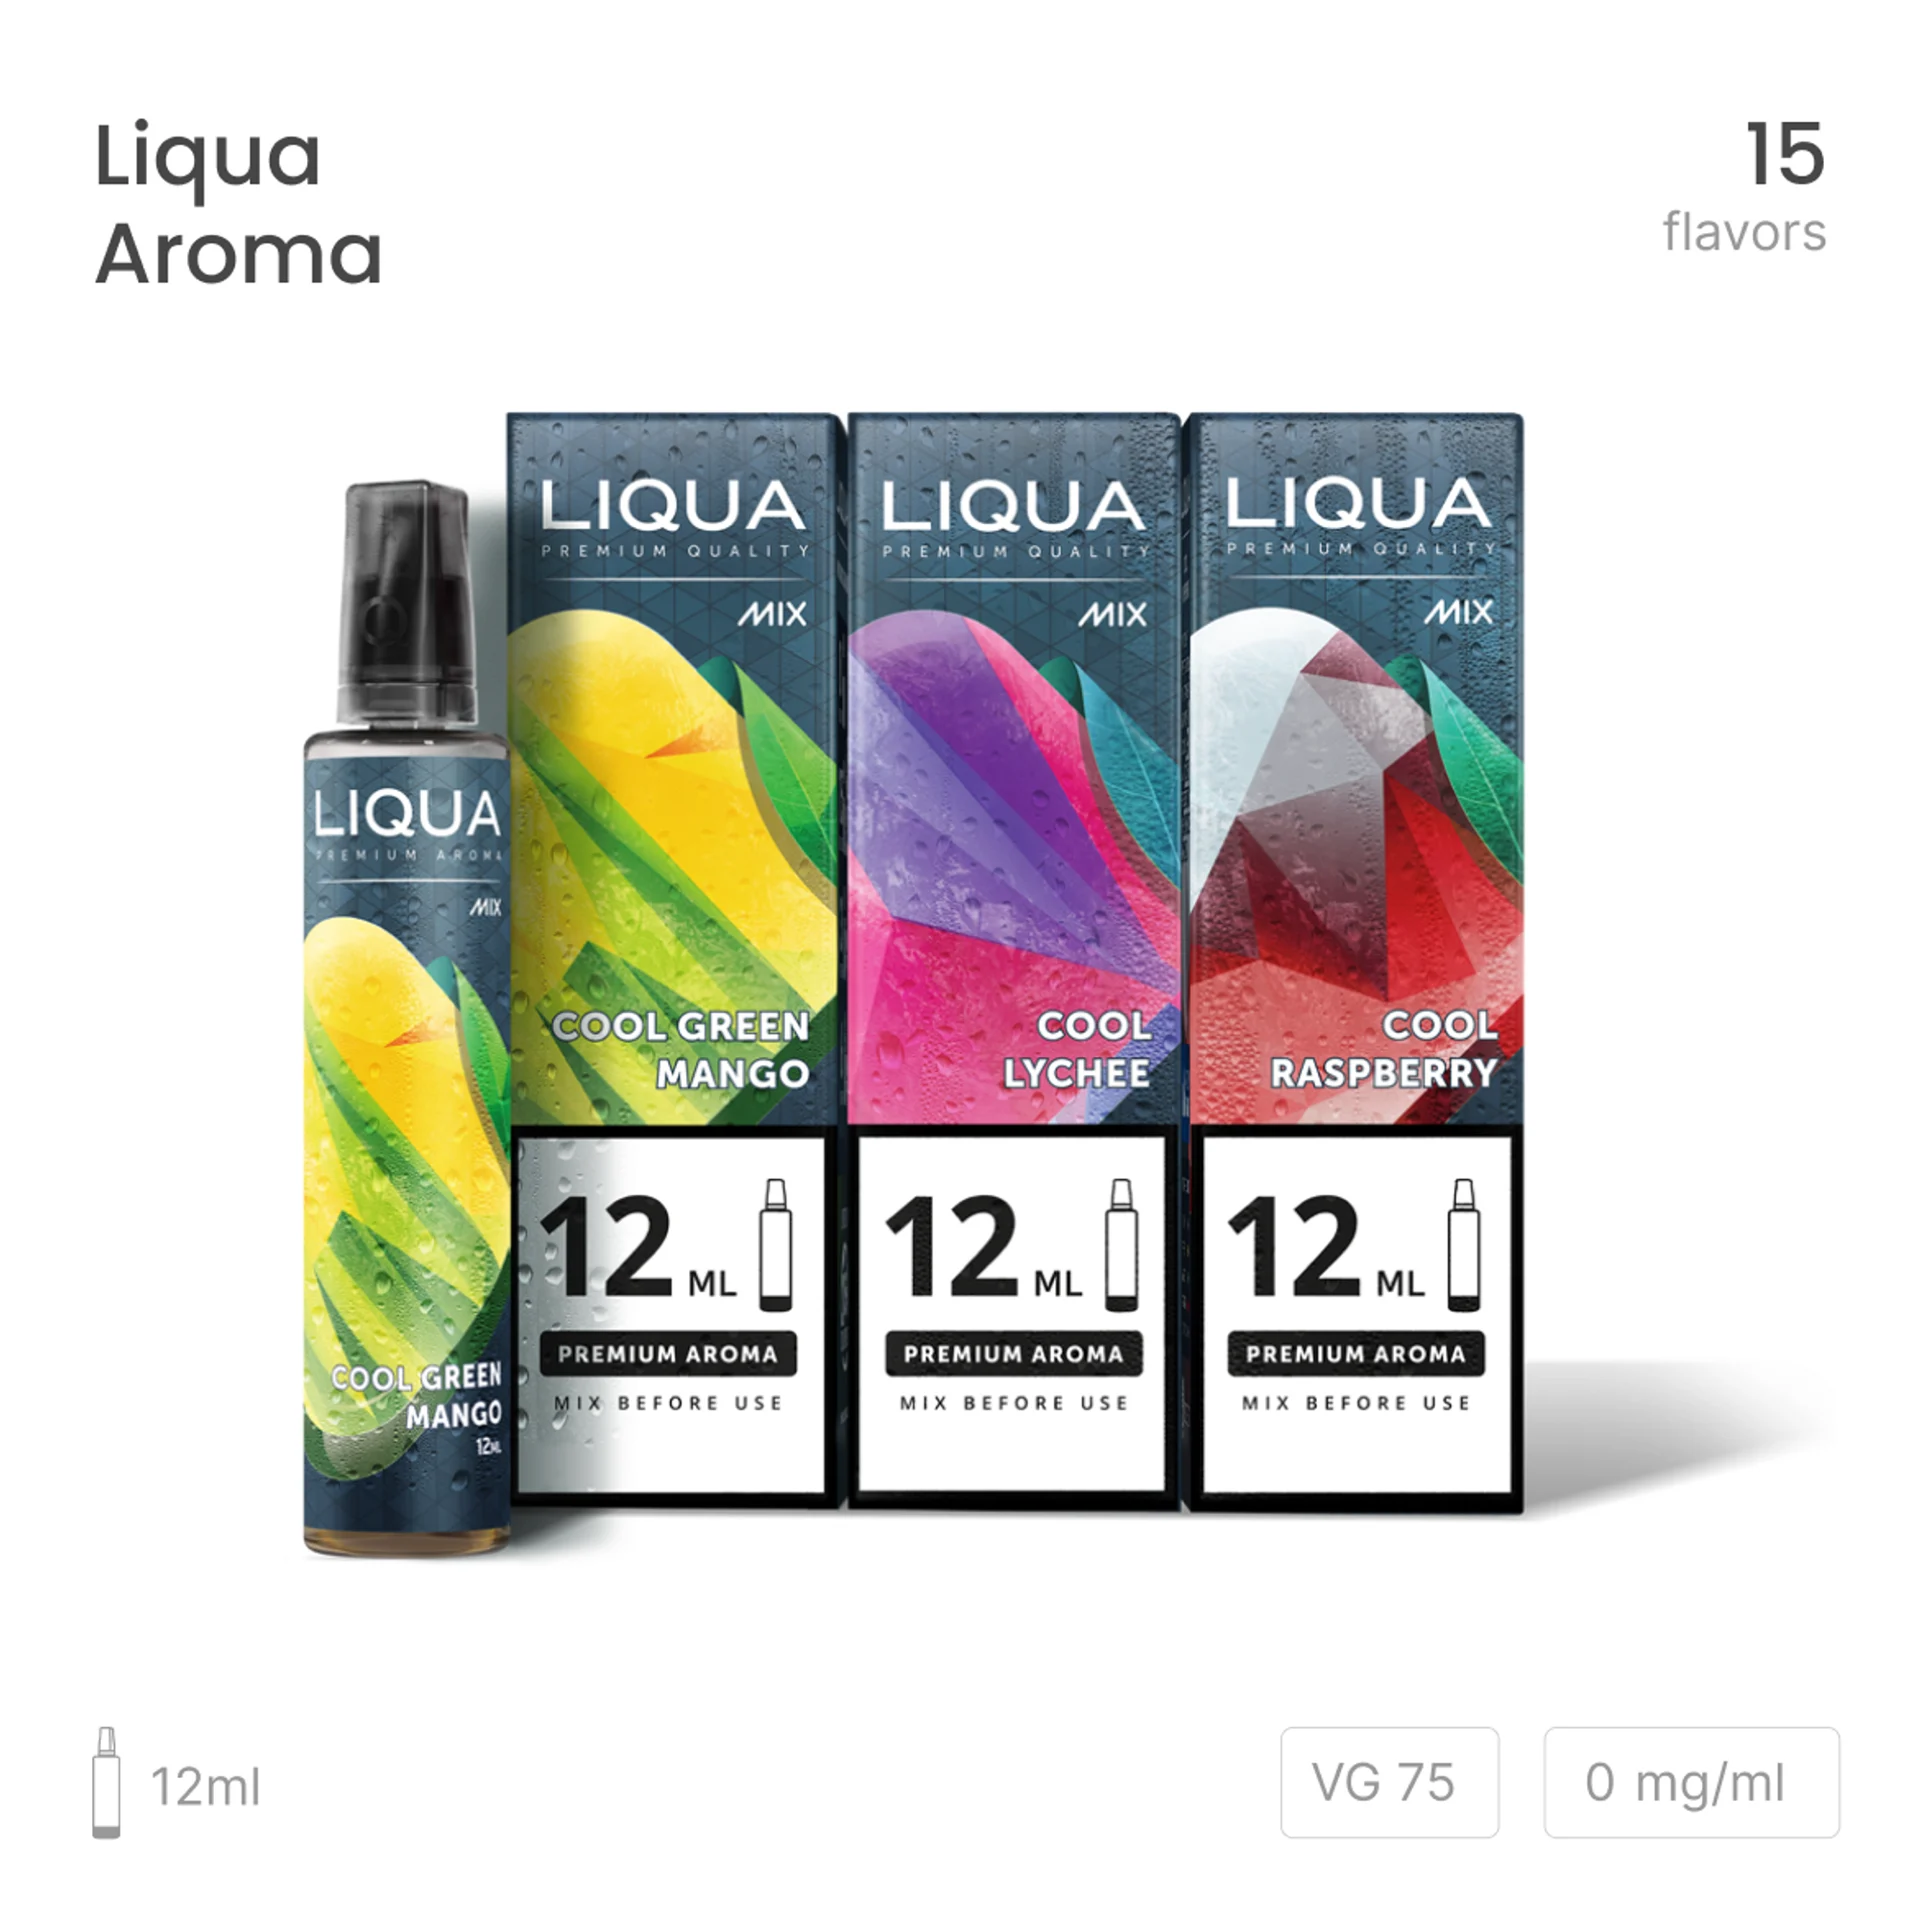 Liqua
Aroma
15
flavors
LIQUA
PREMIUM QUALITY
MIX
COOL GREEN
MANGO
12 ML
PREMIUM AROMA
MIX BEFORE USE
LIQUA
PREMIUM QUALITY
MIX
COOL
LYCHEE
12 ML
PREMIUM AROMA
MIX BEFORE USE
LIQUA
PREMIUM QUALITY
MIX
COOL
RASPBERRY
12 ML
PREMIUM AROMA
MIX BEFORE USE
LIQUA
PREMIUM AROMA
MIX
COOL GREEN
MANGO
12ML
12ml
VG 75
0 mg/ml